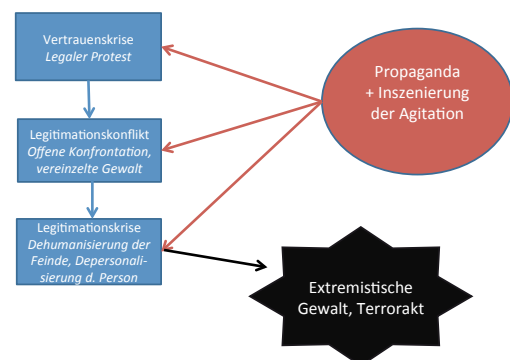 Vertrauenskrise
Legaler Protest
Propaganda
+ Inszenierung
der Agitation
Legitimationskonflikt
Offene Konfrontation,
vereinzelte Gewalt
Legitimationskrise
Dehumanisierung der
Feinde, Depersonali-
sierung d. Person
Extremistische
Gewalt, Terrorakt